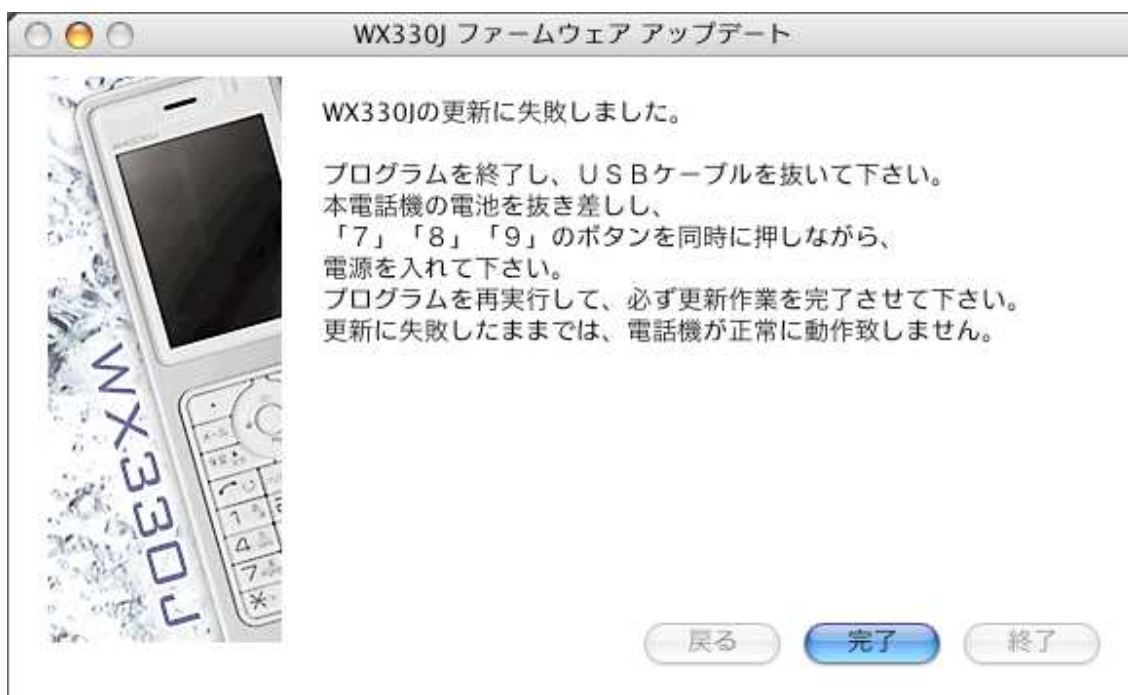 WX330J ファームウェア アップデート
WX330Jの更新に失敗しました。
プログラムを終了し、USBケーブルを抜いて下さい。
本電話機の電池を抜き差しし、
「7」「8」「9」のボタンを同時に押しながら、
電源を入れて下さい。
プログラムを再実行して、必ず更新作業を完了させて下さい。
更新に失敗したままでは、電話機が正常に動作致しません。
WX330J
メール
1
4
7
*
戻る
完了
終了